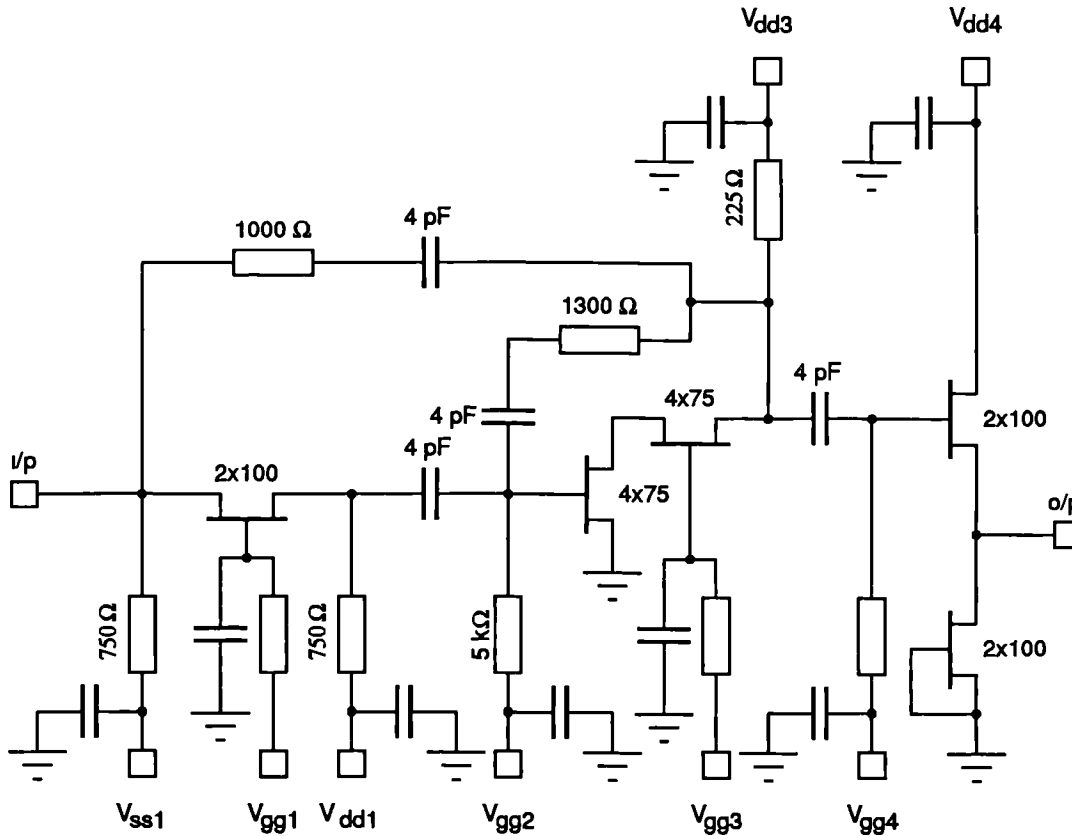 Vdd3
Vdd4
225 Ω
1000 Ω
4 pF
1300 Ω
4 pF
4 pF
4x75
4 pF
2x100
I/p
2x100
4x75
o/p
750 Ω
750 Ω
5 kΩ
2x100
Vss1
Vgg1
Vdd1
Vgg2
Vgg3
Vgg4